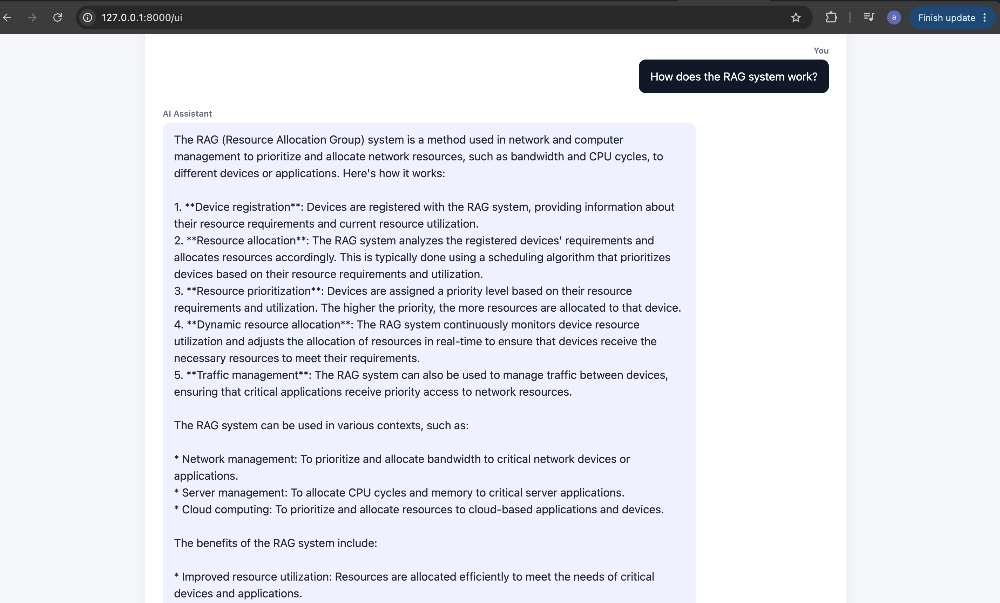 127.0.0.1:8000/ui
a
Finish update
You
How does the RAG system work?
AI Assistant
The RAG (Resource Allocation Group) system is a method used in network and computer
management to prioritize and allocate network resources, such as bandwidth and CPU cycles, to
different devices or applications. Here's how it works:
1. **Device registration**: Devices are registered with the RAG system, providing information about
their resource requirements and current resource utilization.
2. **Resource allocation**: The RAG system analyzes the registered devices' requirements and
allocates resources accordingly. This is typically done using a scheduling algorithm that prioritizes
devices based on their resource requirements and utilization.
3. **Resource prioritization**: Devices are assigned a priority level based on their resource
requirements and utilization. The higher the priority, the more resources are allocated to that device.
4. **Dynamic resource allocation**: The RAG system continuously monitors device resource
utilization and adjusts the allocation of resources in real-time to ensure that devices receive the
necessary resources to meet their requirements.
5. **Traffic management**: The RAG system can also be used to manage traffic between devices,
ensuring that critical applications receive priority access to network resources.
The RAG system can be used in various contexts, such as:
* Network management: To prioritize and allocate bandwidth to critical network devices or
applications.
* Server management: To allocate CPU cycles and memory to critical server applications.
* Cloud computing: To prioritize and allocate resources to cloud-based applications and devices.
The benefits of the RAG system include:
* Improved resource utilization: Resources are allocated efficiently to meet the needs of critical
devices and applications.